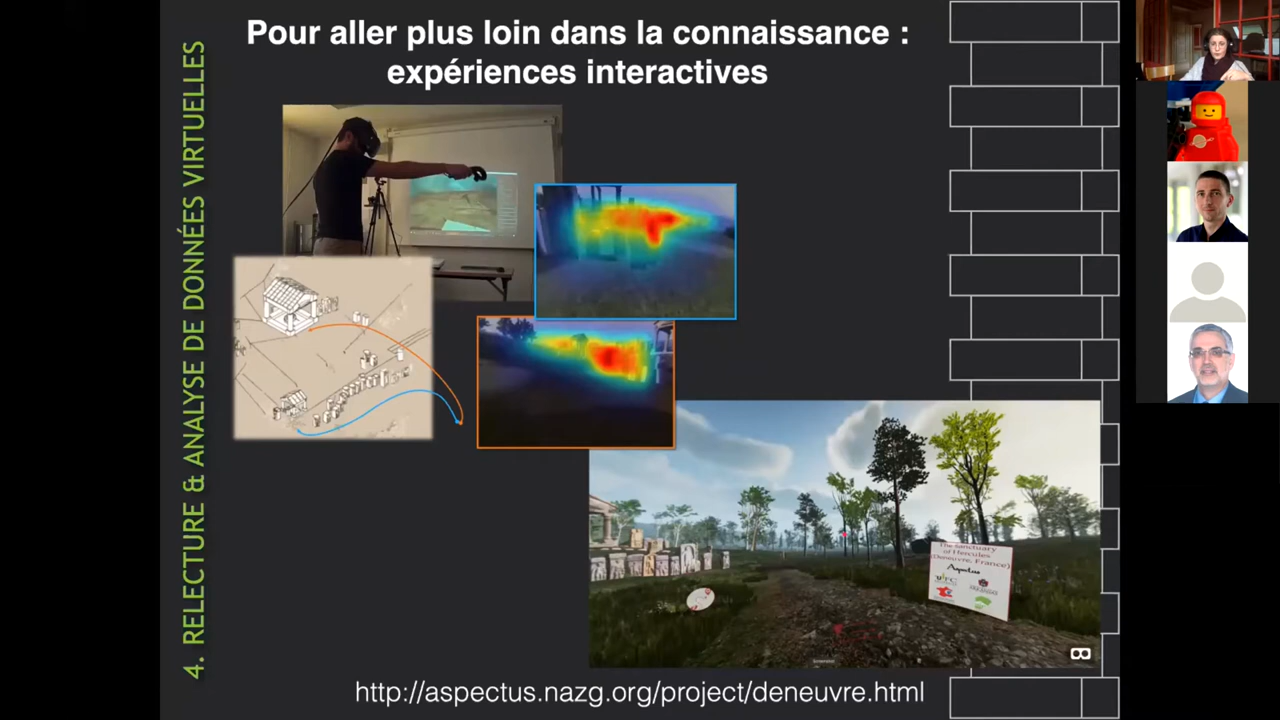 Pour aller plus loin dans la connaissance :
expériences interactives
4. RELECTURE & ANALYSE DE DONNÉES VIRTUELLES
The sanctuary
of Hercules
(Deneuvre, France)
Aspectus
http://aspectus.nazg.org/project/deneuvre.html